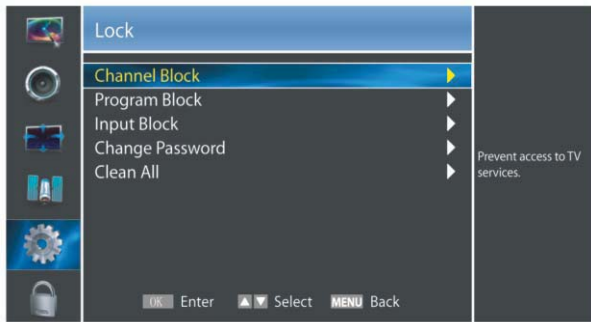 Lock
Channel Block
Program Block
Input Block
Change Password
Clean All
Prevent access to TV
services.
OK Enter ▲▼ Select MENU Back